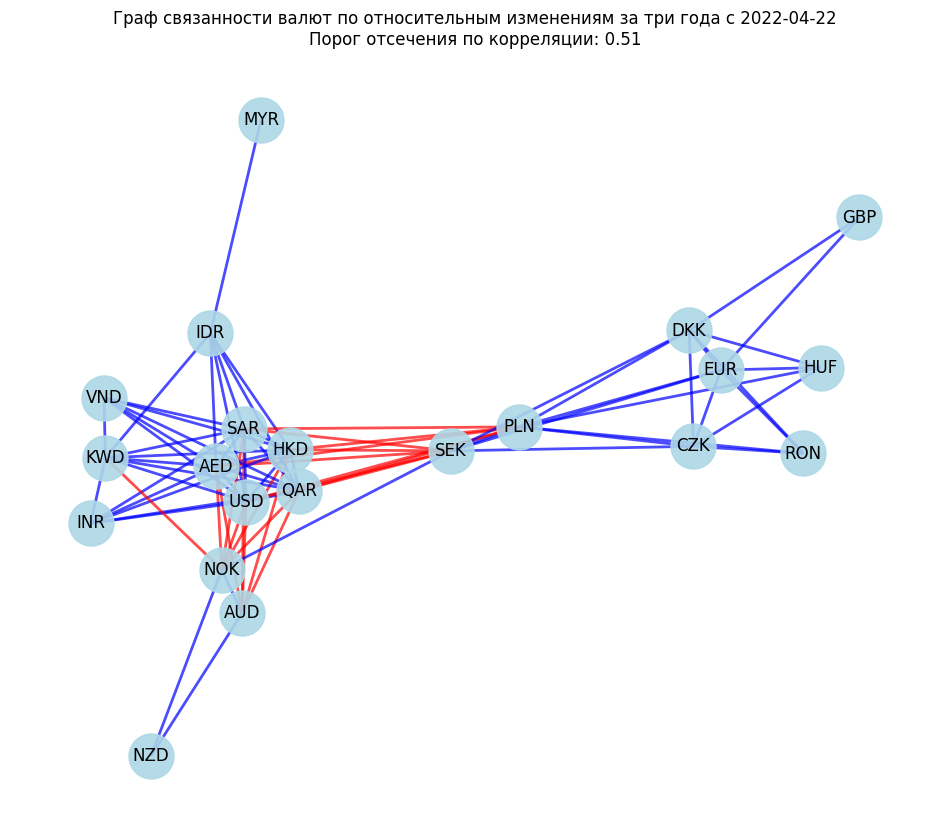 Граф связанности валют по относительным изменениям за три года с 2022-04-22
Порог отсечения по корреляции: 0.51
MYR
GBP
IDR
DKK
EUR
HUF
VND
SAR
PLN
HKD
SEK
CZK
RON
KWD
AED
QAR
USD
INR
NOK
AUD
NZD